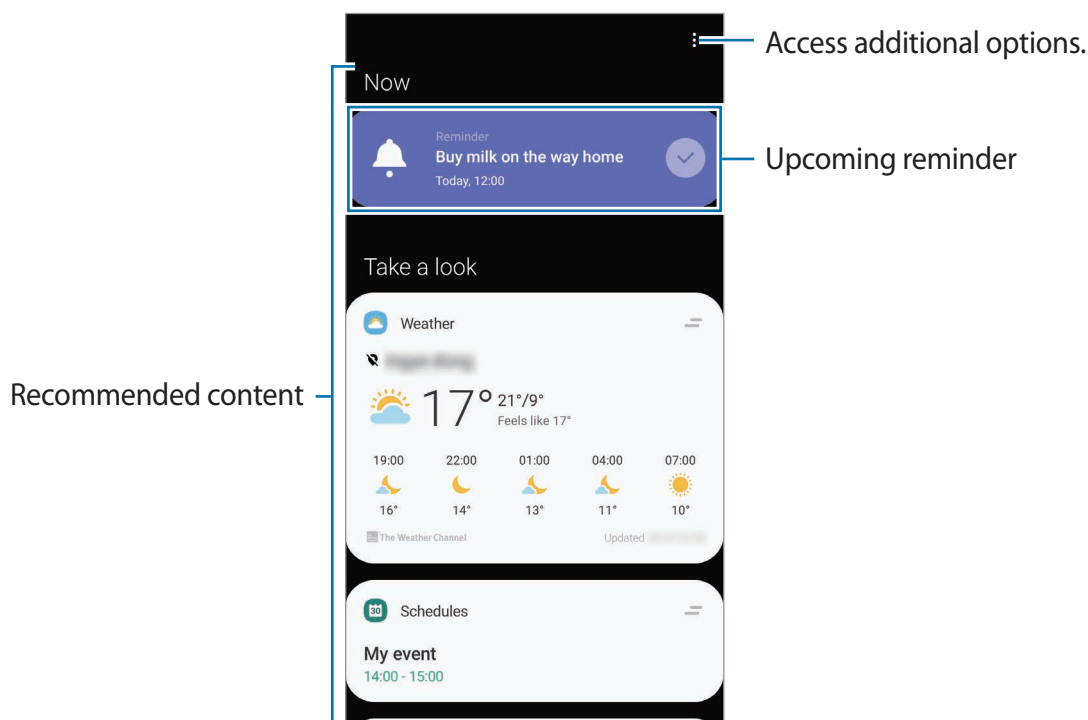 Access additional options.
Now
Reminder
Buy milk on the way home
Today, 12:00
Upcoming reminder
Take a look
Weather
Recommended content
17° 21°/9°
Feels like 17°
19:00 22:00 01:00 04:00 07:00
16° 14° 13° 11° 10°
The Weather Channel Updated
30 Schedules
My event
14:00 - 15:00